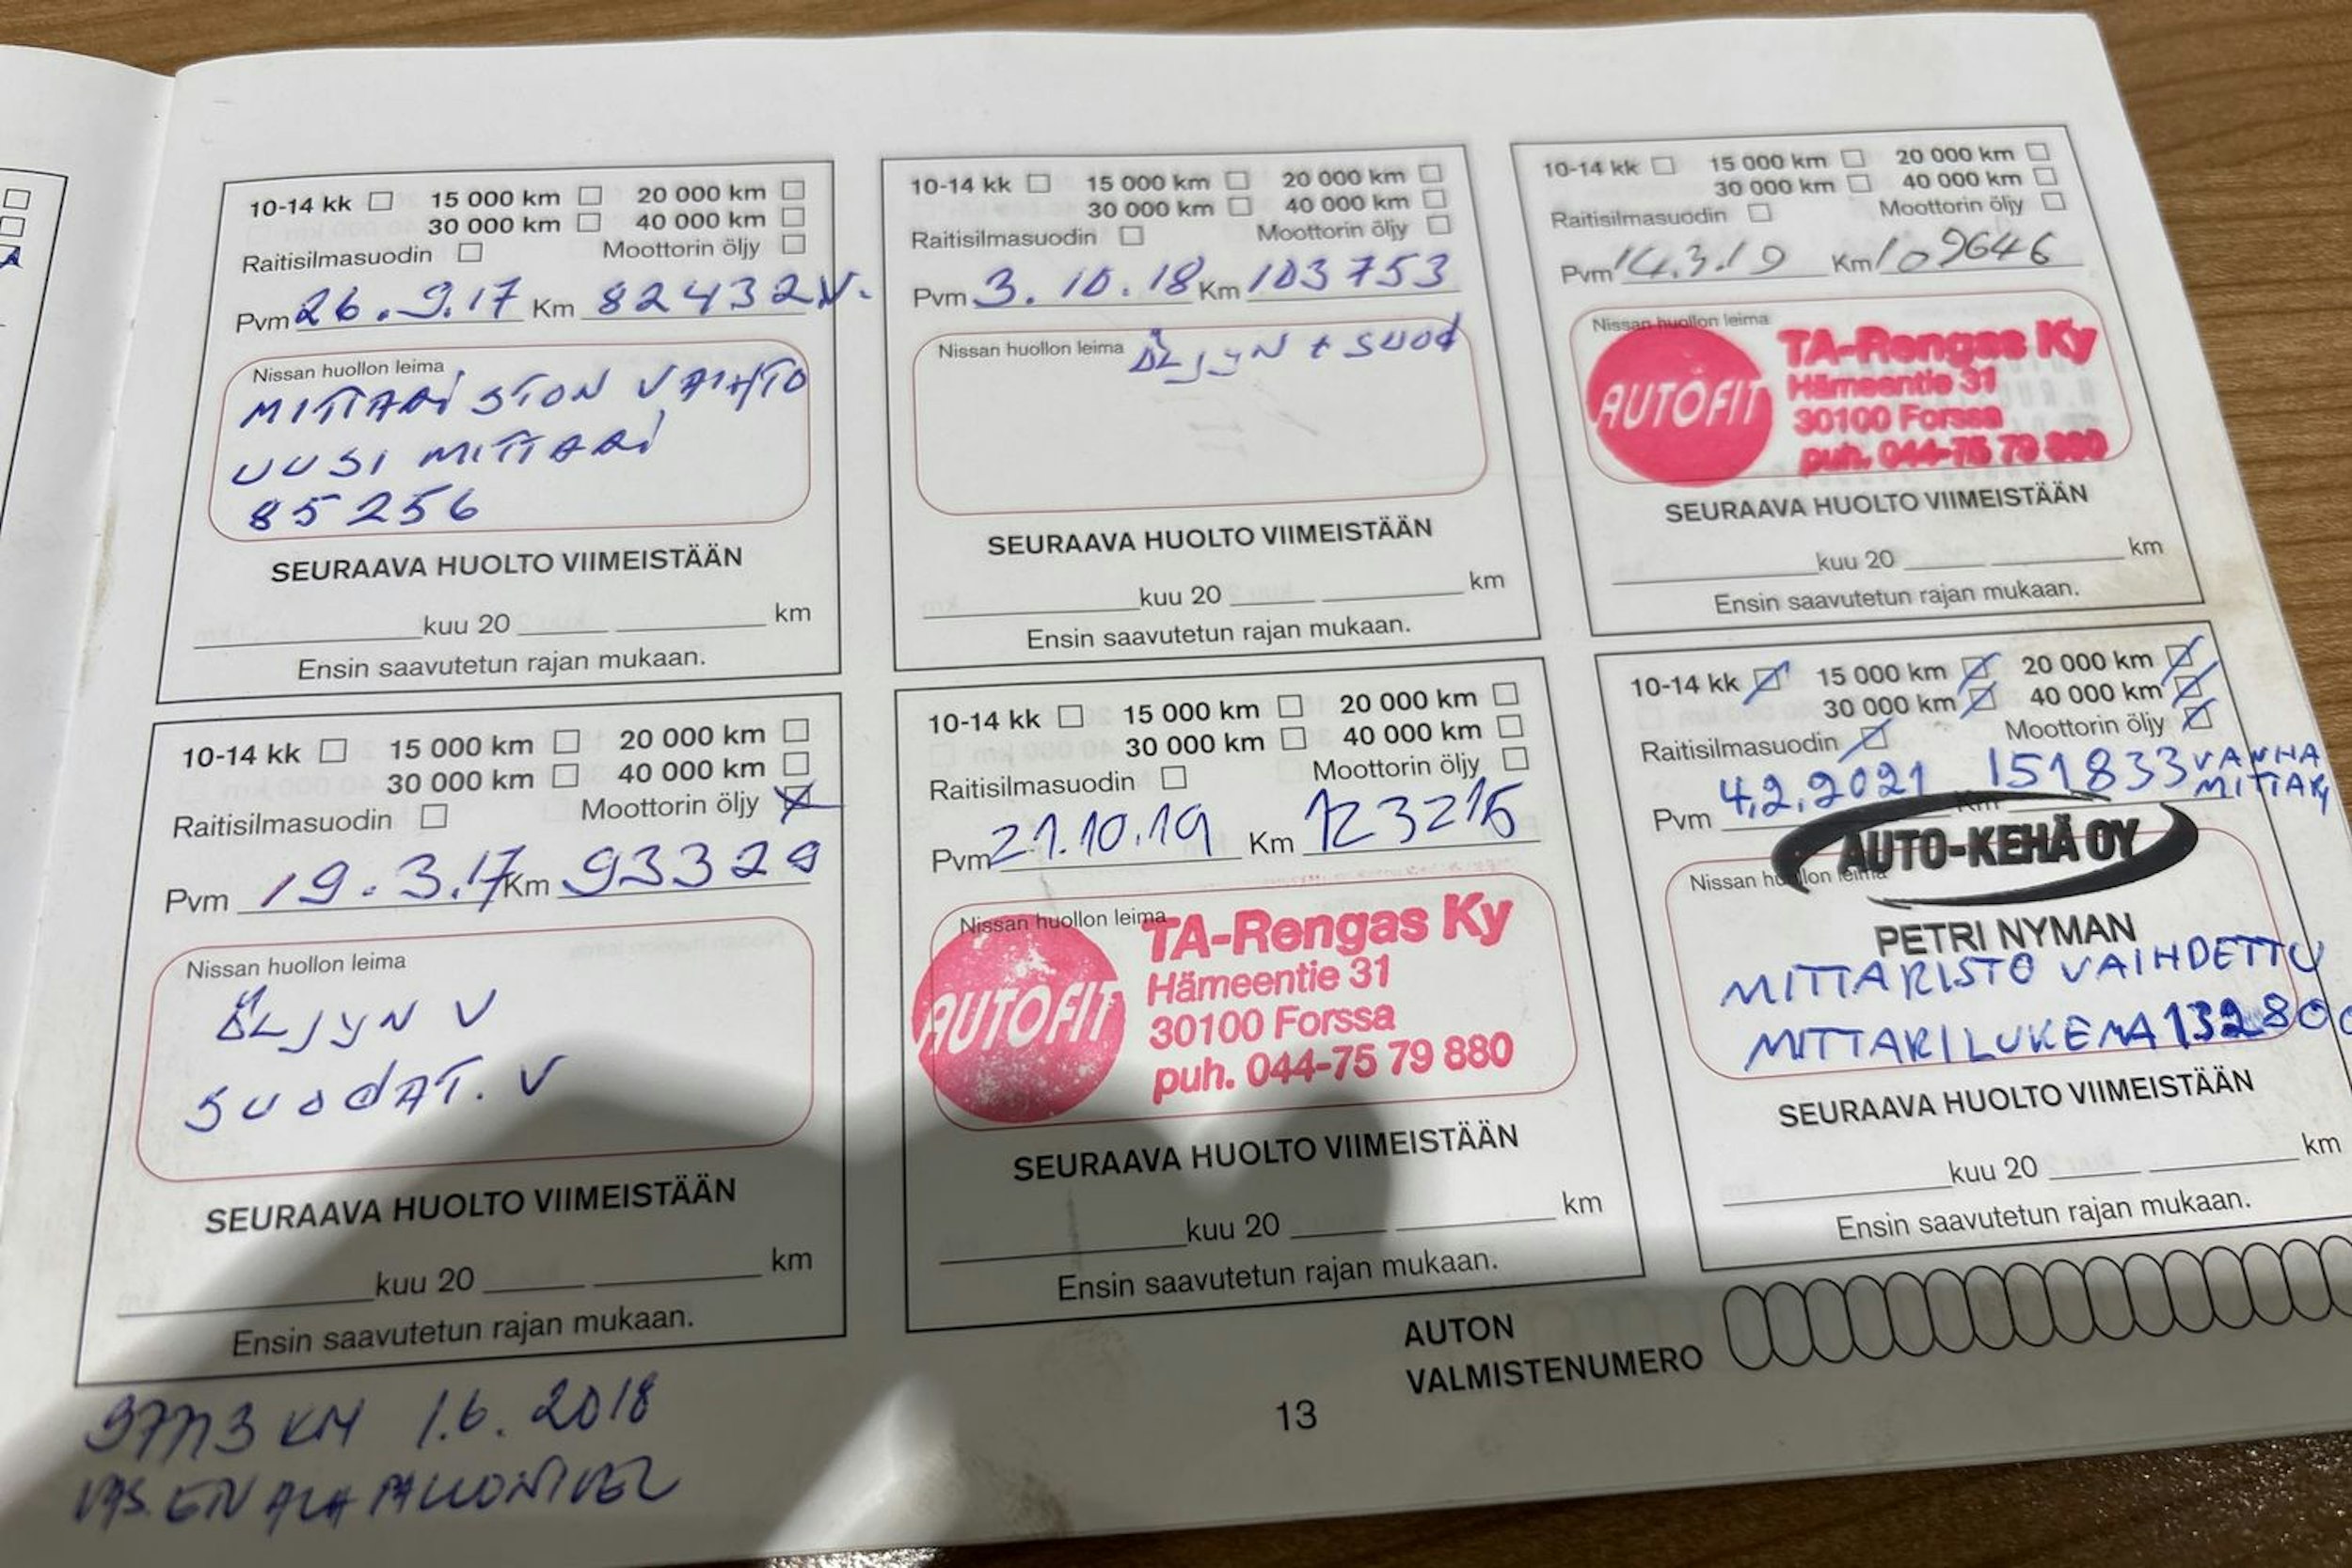 10-14 kk 15 000 km 20 000 km
30 000 km 40 000 km
Raitisilmasuodin Moottorin öljy
Pvm 26.9.17 Km 82432 V.
Nissan huollon leima
MITTARISTON VAIHTO
UUSI MITTARI
85256
SEURAAVA HUOLTO VIIMEISTÄÄN
kuu 20 km
Ensin saavutetun rajan mukaan.
10-14 kk 15 000 km 20 000 km
30 000 km 40 000 km
Raitisilmasuodin Moottorin öljy
Pvm 3.10.18 Km 103753
Nissan huollon leima ÖLJYN + SUOd
SEURAAVA HUOLTO VIIMEISTÄÄN
kuu 20 km
Ensin saavutetun rajan mukaan.
10-14 kk 15 000 km 20 000 km
30 000 km 40 000 km
Raitisilmasuodin Moottorin öljy
Pvm 14.3.19 Km 109646
Nissan huollon leima
AUTOFIT
TA-Rengas Ky
Hämeentie 31
30100 Forssa
puh. 044-75 79 880
SEURAAVA HUOLTO VIIMEISTÄÄN
kuu 20 km
Ensin saavutetun rajan mukaan.
10-14 kk 15 000 km 20 000 km
30 000 km 40 000 km
Raitisilmasuodin Moottorin öljy
Pvm 19.3.17 Km 93328
Nissan huollon leima
ÖLJYN V
SUOdAT. V
SEURAAVA HUOLTO VIIMEISTÄÄN
kuu 20 km
Ensin saavutetun rajan mukaan.
10-14 kk 15 000 km 20 000 km
30 000 km 40 000 km
Raitisilmasuodin Moottorin öljy
Pvm 21.10.19 Km 123215
Nissan huollon leima
AUTOFIT
TA-Rengas Ky
Hämeentie 31
30100 Forssa
puh. 044-75 79 880
SEURAAVA HUOLTO VIIMEISTÄÄN
kuu 20 km
Ensin saavutetun rajan mukaan.
10-14 kk 15 000 km 20 000 km
30 000 km 40 000 km
Raitisilmasuodin Moottorin öljy
Pvm 4.2.2021 Km 151833 VANHA
MITTARI
AUTO-KEHÄ OY
Nissan huollon leima
PETRI NYMAN
MITTARISTO VAIHDETTU
MITTARILUKEMA 132800
SEURAAVA HUOLTO VIIMEISTÄÄN
kuu 20 km
Ensin saavutetun rajan mukaan.
KM 1.6.2018
VAS. ETU ALA PALLONIVEL
AUTON
VALMISTENUMERO
13